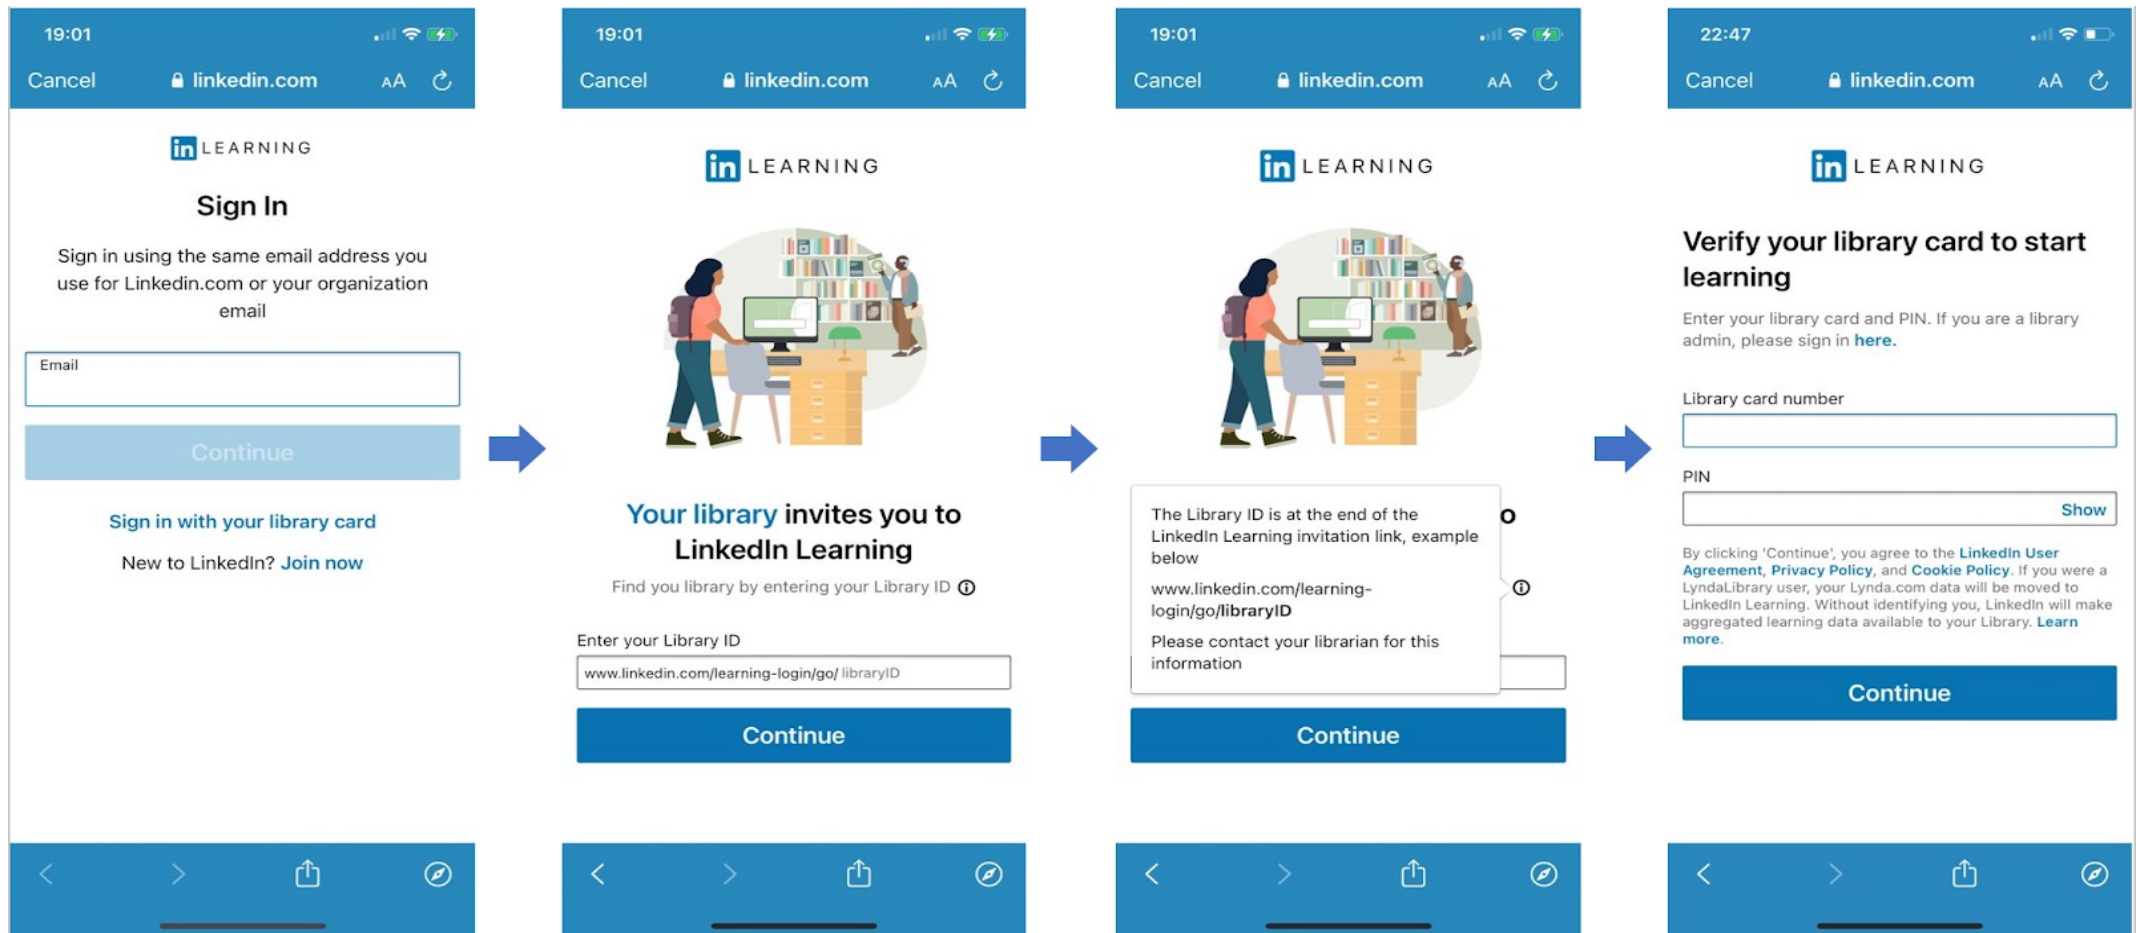 19:01
Cancel
linkedin.com
AA
in LEARNING
Sign In
Sign in using the same email address you
use for Linkedin.com or your organization
email
Email
Continue
Sign in with your library card
New to LinkedIn? Join now
19:01
Cancel
linkedin.com
AA
in LEARNING
Your library invites you to
LinkedIn Learning
Find you library by entering your Library ID
Enter your Library ID
www.linkedin.com/learning-login/go/ libraryID
Continue
19:01
Cancel
linkedin.com
AA
in LEARNING
The Library ID is at the end of the
LinkedIn Learning invitation link, example
below
www.linkedin.com/learning-
login/go/libraryID
Please contact your librarian for this
information
o
Continue
22:47
Cancel
linkedin.com
AA
in LEARNING
Verify your library card to start
learning
Enter your library card and PIN. If you are a library
admin, please sign in here.
Library card number
PIN
Show
By clicking 'Continue', you agree to the LinkedIn User
Agreement, Privacy Policy, and Cookie Policy. If you were a
LyndaLibrary user, your Lynda.com data will be moved to
LinkedIn Learning. Without identifying you, LinkedIn will make
aggregated learning data available to your Library. Learn
more.
Continue